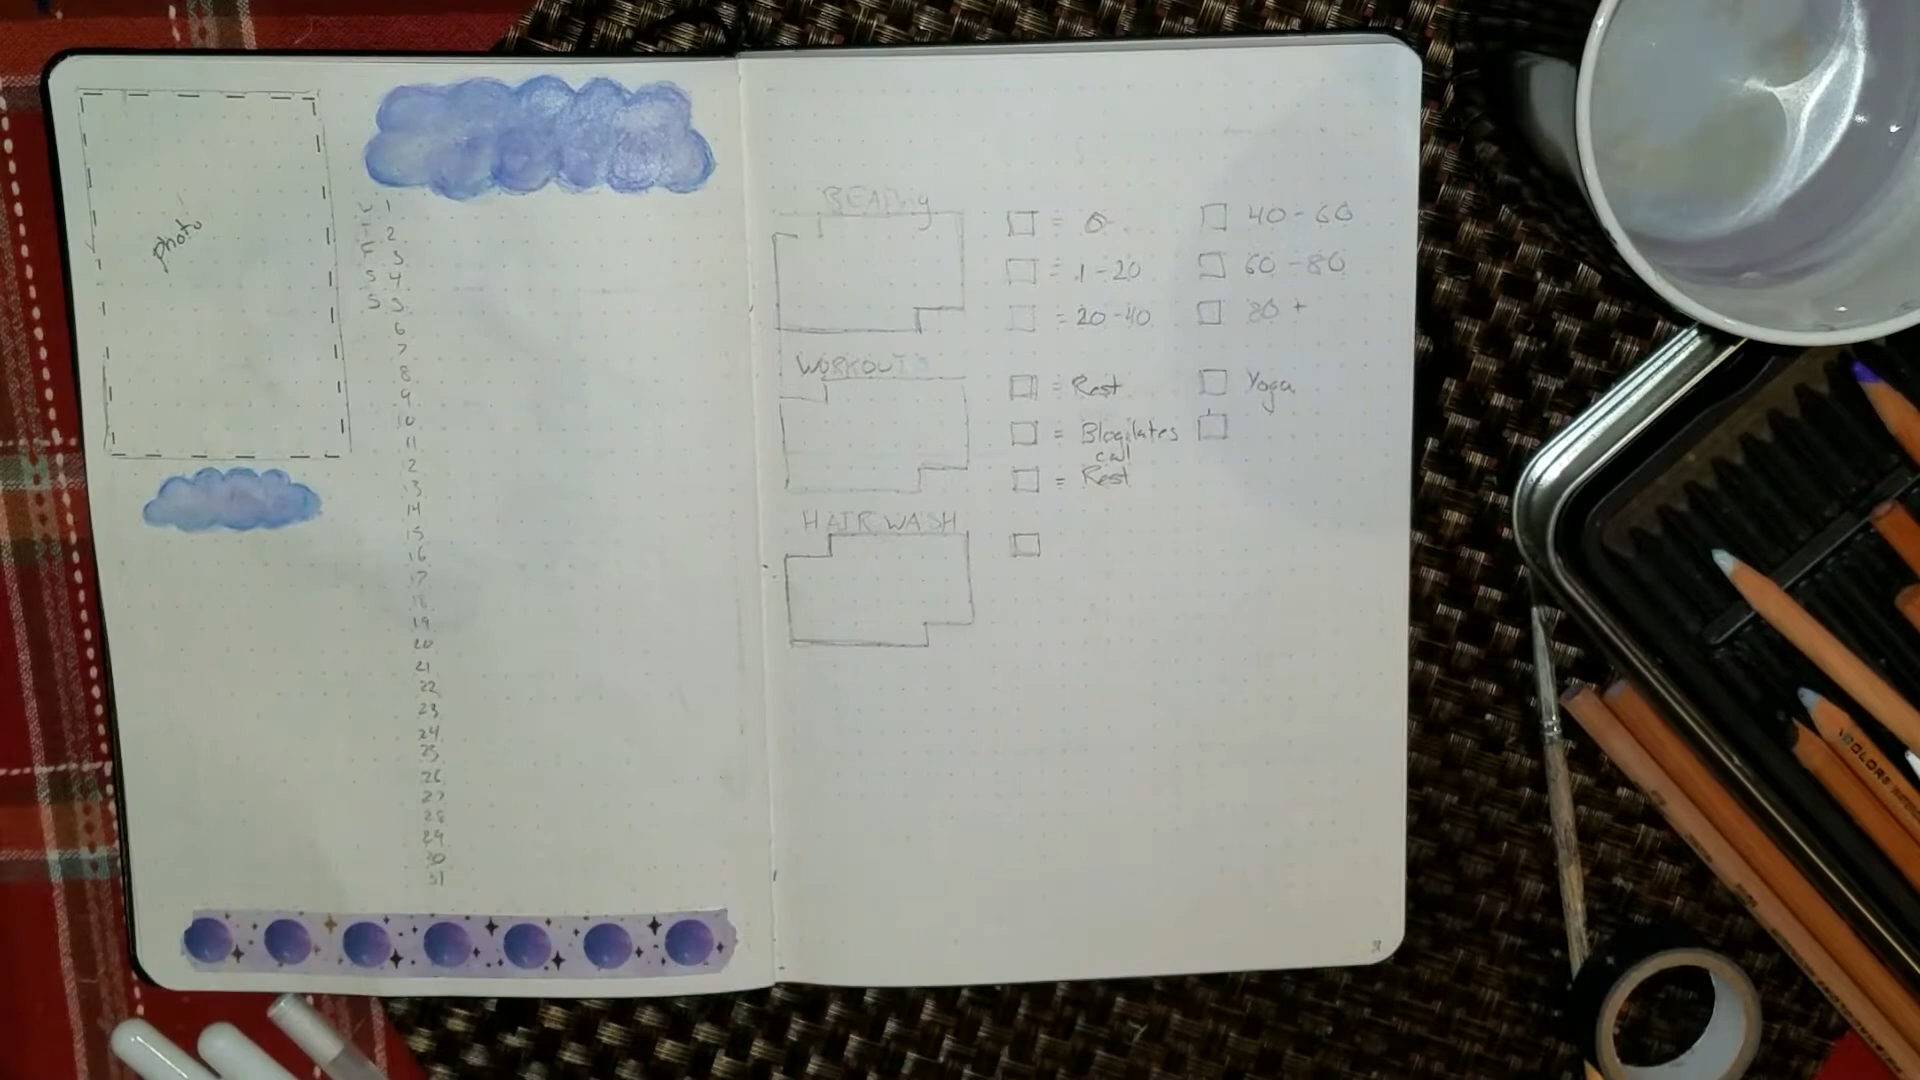 Photo
1
T 2
F 3
S 4
S 5
6
7
8
9
10
11
12
13
14
15
16
17
18
19
20
21
22
23
24
25
26
27
28
29
30
31
READING
= 0
= 1-20
= 20-40
40-60
60-80
80+
WORKOUTS
= Rest
= Blogilates cal
= Rest
Yoga
HAIR WASH